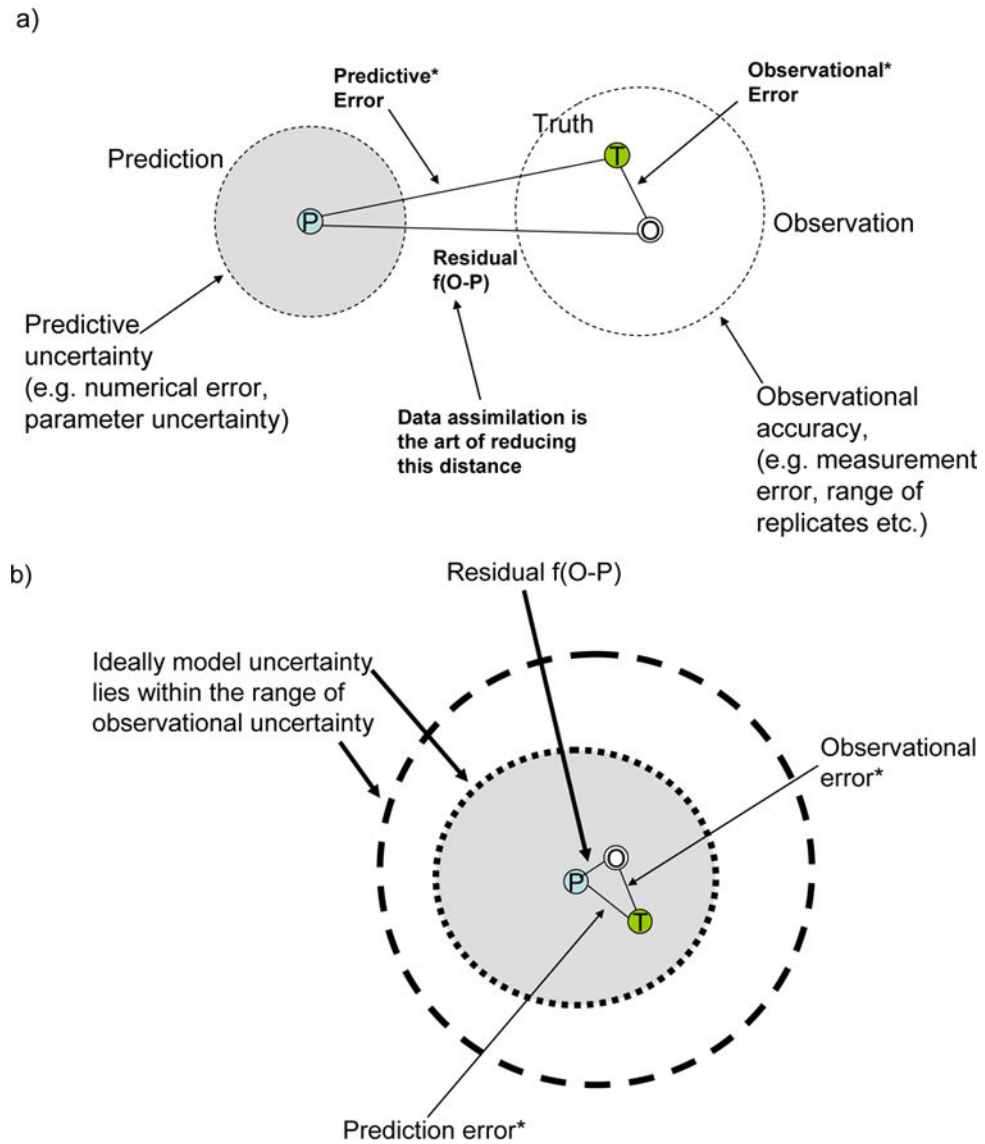 a)
Predictive*
Error
Observational*
Error
Truth
T
Prediction
P
O
Observation
Residual
f(O-P)
Predictive
uncertainty
(e.g. numerical error,
parameter uncertainty)
Data assimilation is
the art of reducing
this distance
Observational
accuracy,
(e.g. measurement
error, range of
replicates etc.)
b)
Residual f(O-P)
Ideally model uncertainty
lies within the range of
observational uncertainty
Observational
error*
O
P
T
Prediction error*